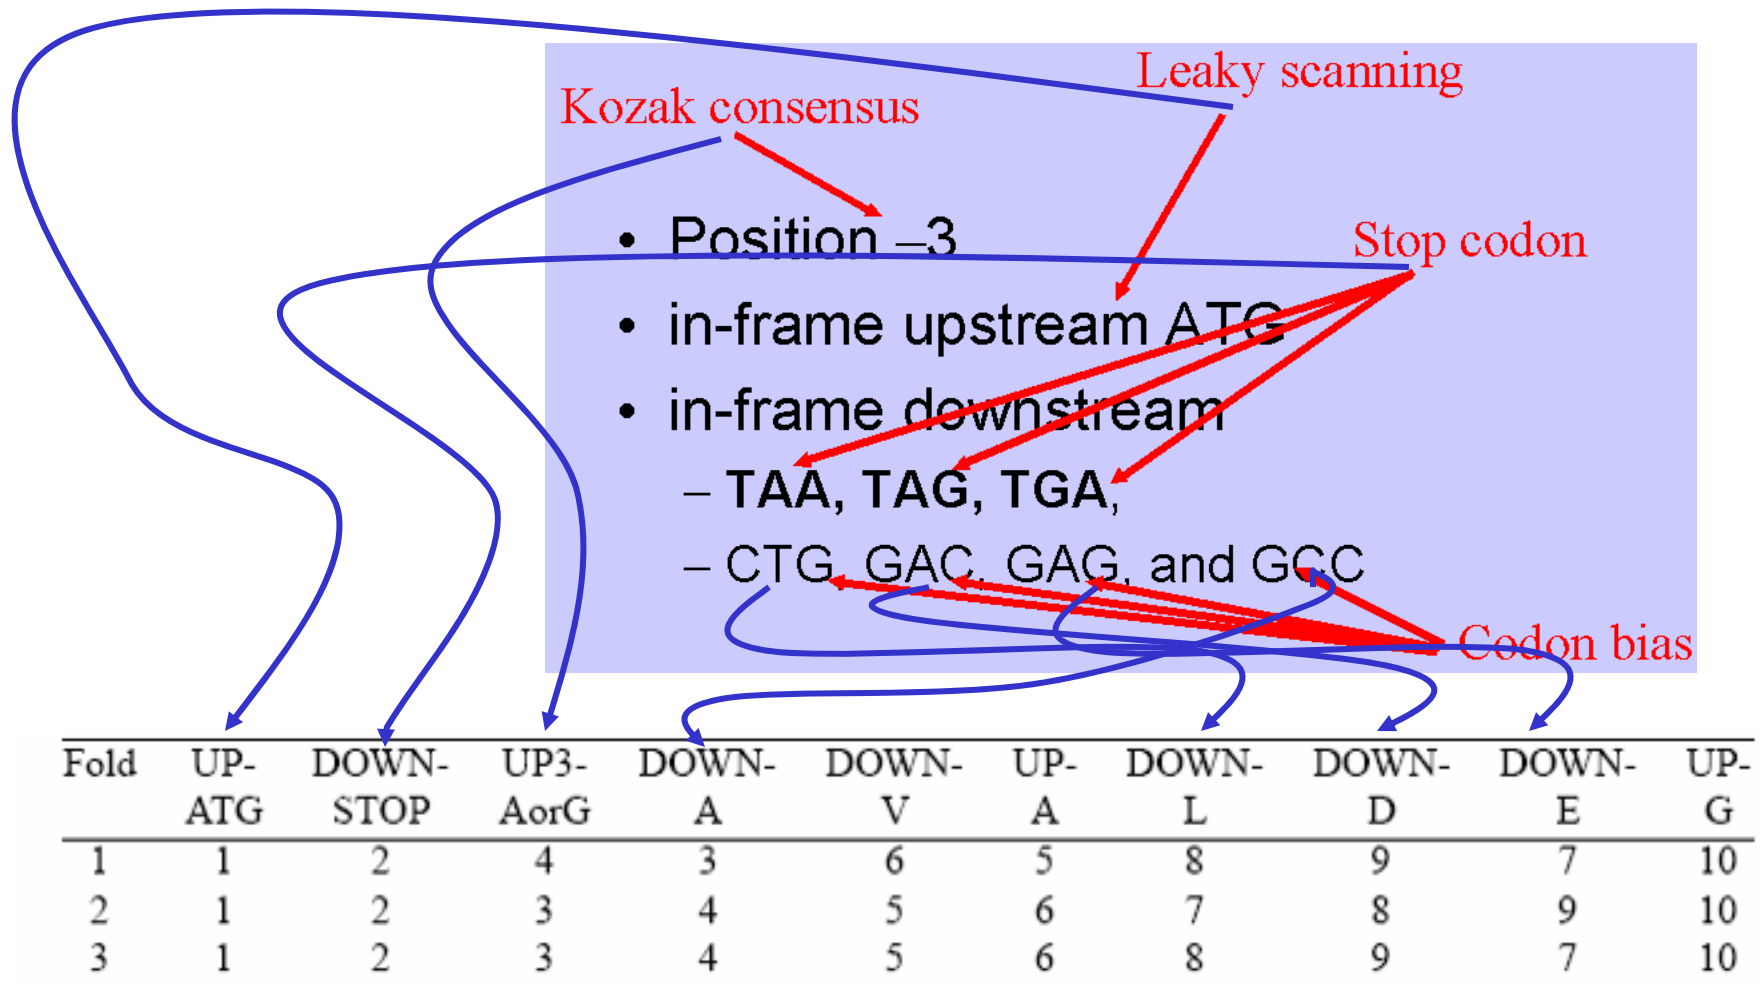 Leaky scanning
Kozak consensus
• Position –3
Stop codon
• in-frame upstream ATG
• in-frame downstream
– TAA, TAG, TGA,
– CTG, GAC, GAG, and GCC
Codon bias
Fold UP-ATG DOWN-STOP UP3-AorG DOWN-A DOWN-V UP-A DOWN-L DOWN-D DOWN-E UP-G
1 1 2 4 3 6 5 8 9 7 10
2 1 2 3 4 5 6 7 8 9 10
3 1 2 3 4 5 6 8 9 7 10